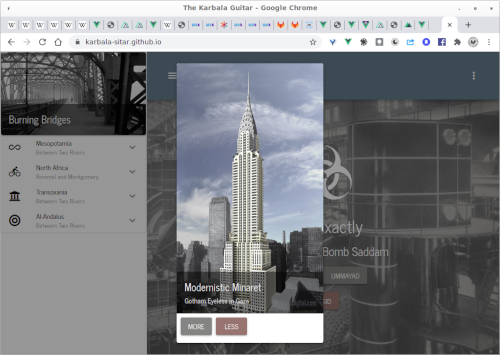 The Karbala Guitar - Google Chrome
karbala-sitar.github.io
Burning Bridges
Mesopotamia
Between Two Rivers
North Africa
Rommel and Montgomery
Transoxania
Between Two Rivers
Al-Andalus
Between Two Rivers
xactly
Bomb Saddam
UMMAYAD
Modernistic Minaret
Gotham Eyeless in Gaza
MORE
LESS